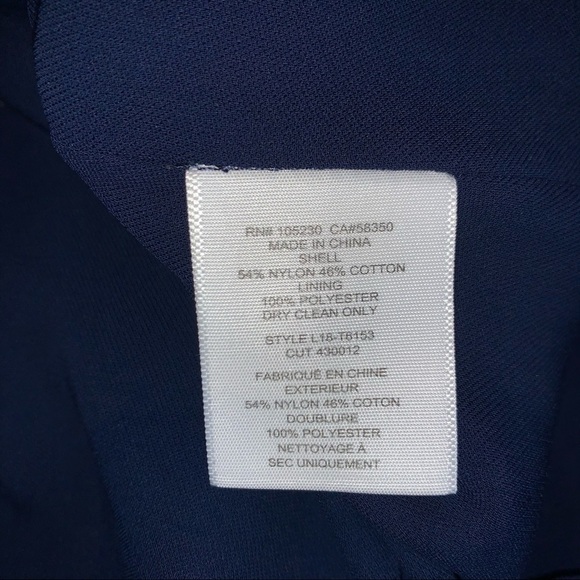 RN# 105230 CA#58350
MADE IN CHINA
SHELL
54% NYLON 46% COTTON
LINING
100% POLYESTER
DRY CLEAN ONLY
STYLE L18-T8153
CUT 430012
FABRIQUÉ EN CHINE
EXTERIEUR
54% NYLON 46% COTON
DOUBLURE
100% POLYESTER
NETTOYAGE À
SEC UNIQUEMENT